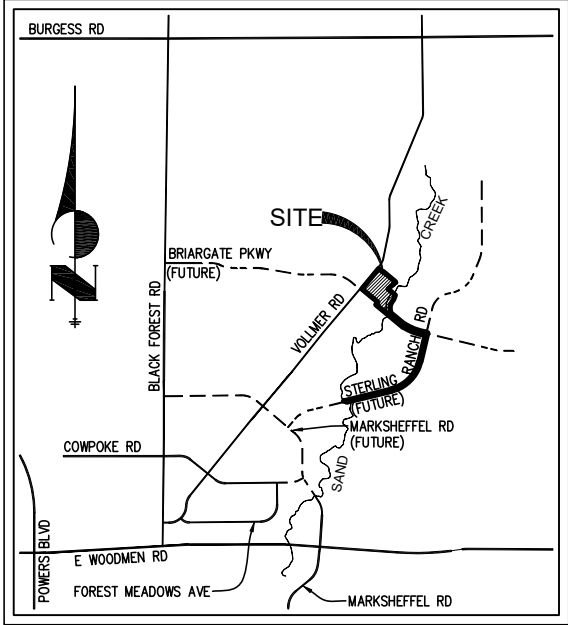 BURGESS RD
SITE
CREEK
BRIARGATE PKWY
(FUTURE)
BLACK FOREST RD
VOLLMER RD
STERLING RANCH RD
(FUTURE)
MARKSHEFFEL RD
(FUTURE)
COWPOKE RD
SAND
POWERS BLVD
E WOODMEN RD
FOREST MEADOWS AVE
MARKSHEFFEL RD
N